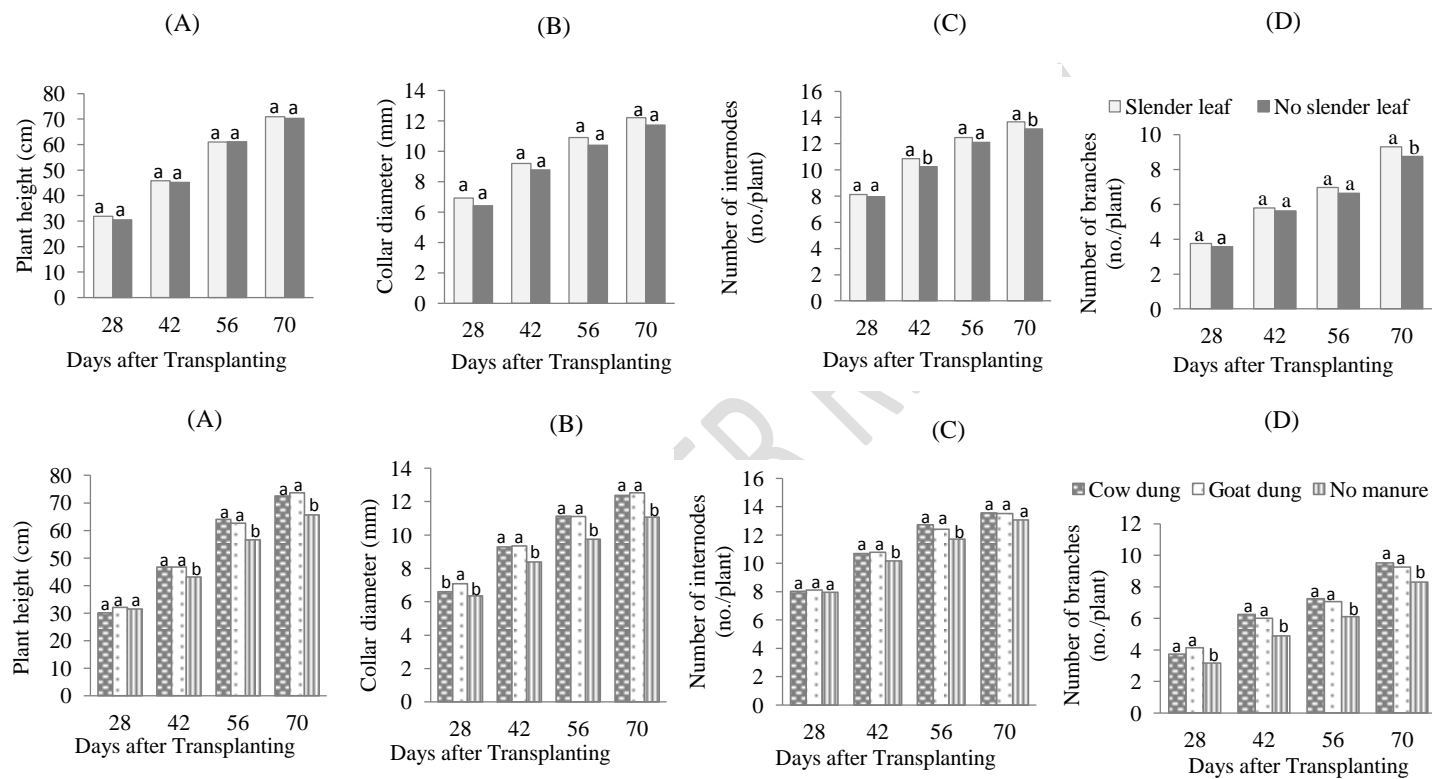 (A)
(B)
(C)
(D)
Plant height (cm)
80
70
60
50
40
30
20
10
0
a a a a a a a a
28 42 56 70
Days after Transplanting
Collar diameter (mm)
14
12
10
8
6
4
2
0
a a a a a a a a
28 42 56 70
Days after Transplanting
Number of internodes
(no./plant)
16
14
12
10
8
6
4
2
0
a a a b a a a b
28 42 56 70
Days after Transplanting
Slender leaf No slender leaf
Number of branches
(no./plant)
10
8
6
4
2
0
a a a a a a a b
28 42 56 70
Days after Transplanting
(A)
(B)
(C)
(D)
Plant height (cm)
80
70
60
50
40
30
20
10
0
a a a a a b a a b a a b
28 42 56 70
Days after Transplanting
Collar diameter (mm)
14
12
10
8
6
4
2
0
b a b a a b a a b a a b
28 42 56 70
Days after Transplanting
Number of internodes
(no./plant)
16
14
12
10
8
6
4
2
0
a a a a a b a a b a a a
28 42 56 70
Days after Transplanting
Cow dung Goat dung No manure
Number of branches
(no./plant)
12
10
8
6
4
2
0
a a b a a b a a b a a b
28 42 56 70
Days after Transplanting